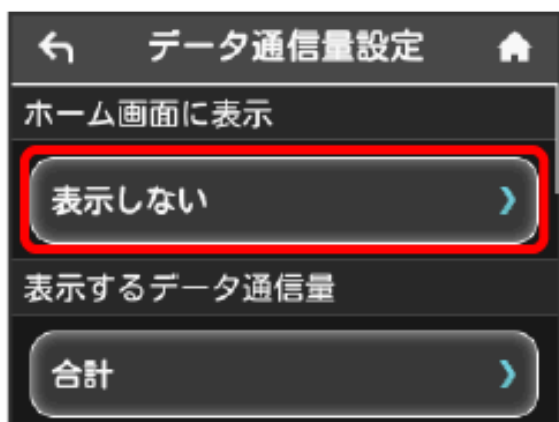 データ通信量設定
ホーム画面に表示
表示しない
表示するデータ通信量
合計